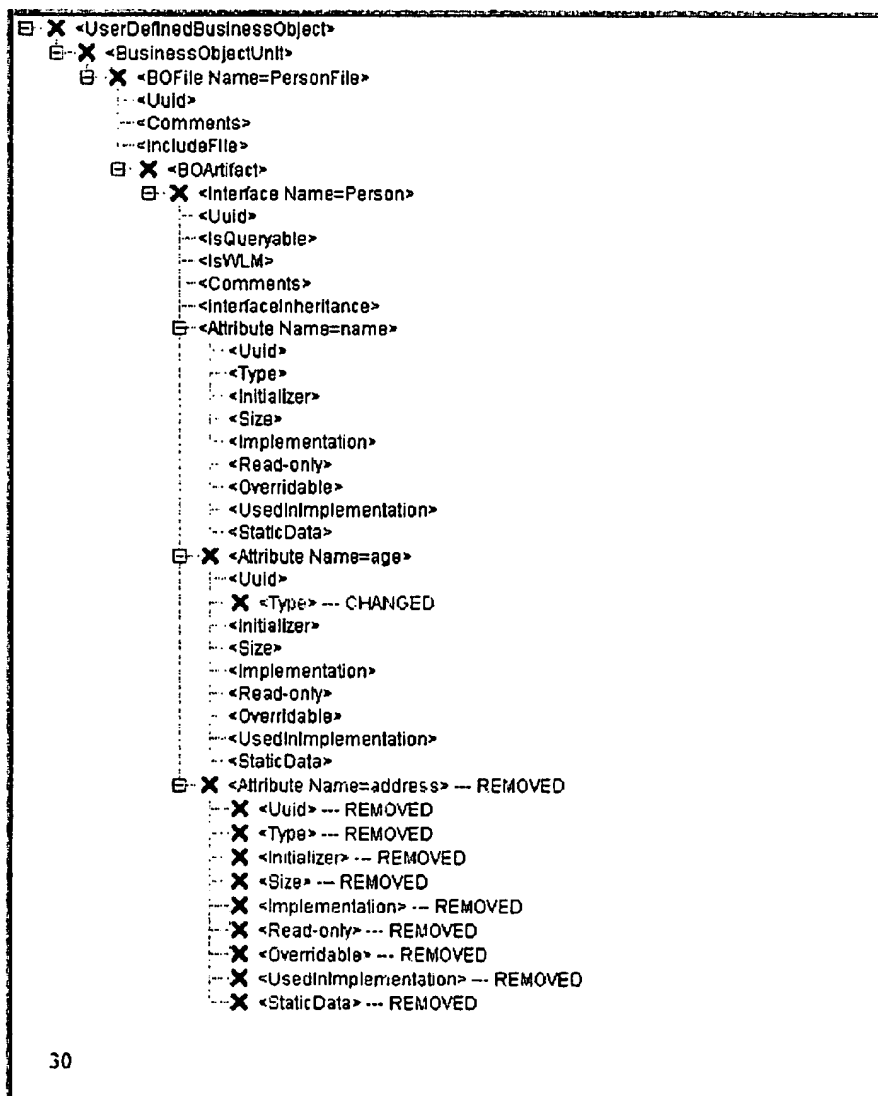 <UserDefinedBusinessObject>
<BusinessObjectUnit>
<BOFile Name=PersonFile>
<Uuid>
<Comments>
<IncludeFile>
<BOArtifact>
<Interface Name=Person>
<Uuid>
<IsQueryable>
<IsWLM>
<Comments>
<InterfaceInheritance>
<Attribute Name=name>
<Uuid>
<Type>
<Initializer>
<Size>
<Implementation>
<Read-only>
<Overridable>
<UsedInImplementation>
<StaticData>
<Attribute Name=age>
<Uuid>
<Type> --- CHANGED
<Initializer>
<Size>
<Implementation>
<Read-only>
<Overridable>
<UsedInImplementation>
<StaticData>
<Attribute Name=address> --- REMOVED
<Uuid> --- REMOVED
<Type> --- REMOVED
<Initializer> --- REMOVED
<Size> --- REMOVED
<Implementation> --- REMOVED
<Read-only> --- REMOVED
<Overridable> --- REMOVED
<UsedInImplementation> --- REMOVED
<StaticData> --- REMOVED
30